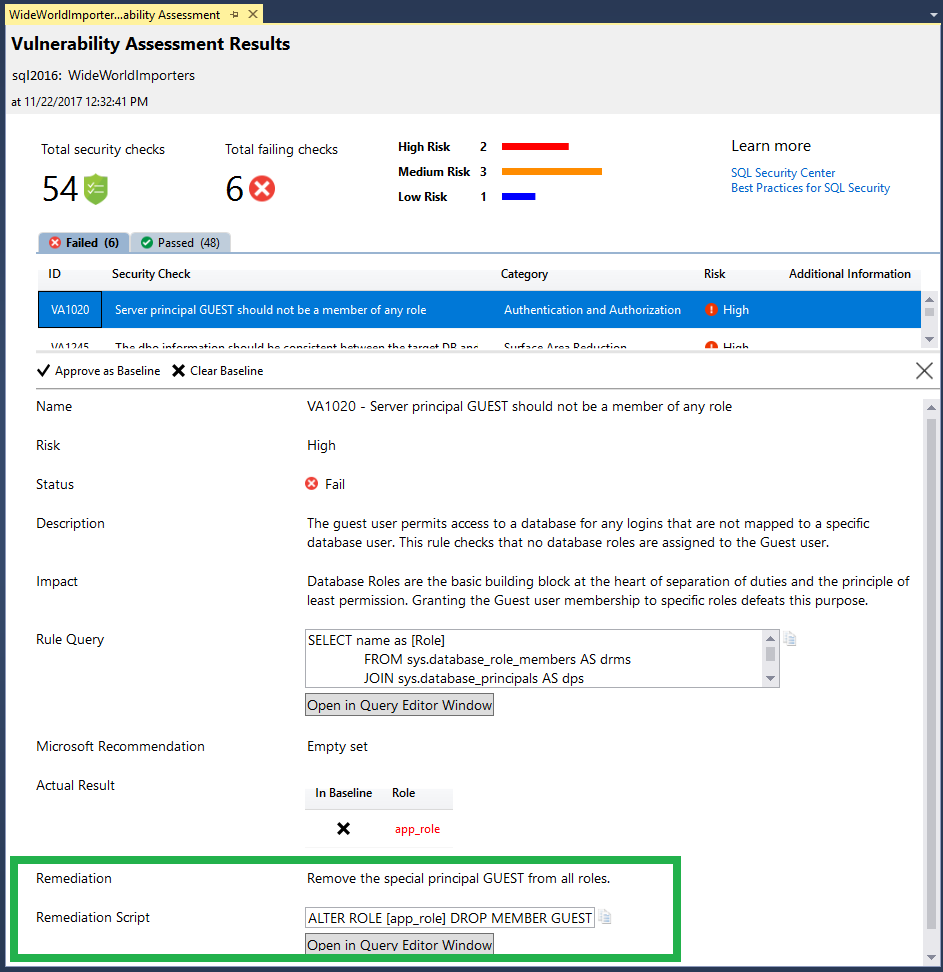 WideWorldImporter...ability Assessment
Vulnerability Assessment Results
sql2016: WideWorldImporters
at 11/22/2017 12:32:41 PM
Total security checks
54
Total failing checks
6
High Risk 2
Medium Risk 3
Low Risk 1
Learn more
SQL Security Center
Best Practices for SQL Security
Failed (6) Passed (48)
ID Security Check Category Risk Additional Information
VA1020 Server principal GUEST should not be a member of any role Authentication and Authorization High
VA1245 The dbo information should be consistent between the target DB anc Surface Area Reduction High
Approve as Baseline Clear Baseline
Name VA1020 - Server principal GUEST should not be a member of any role
Risk High
Status Fail
Description The guest user permits access to a database for any logins that are not mapped to a specific
database user. This rule checks that no database roles are assigned to the Guest user.
Impact Database Roles are the basic building block at the heart of separation of duties and the principle of
least permission. Granting the Guest user membership to specific roles defeats this purpose.
Rule Query SELECT name as [Role]
FROM sys.database_role_members AS drms
JOIN sys.database_principals AS dps
Open in Query Editor Window
Microsoft Recommendation Empty set
Actual Result In Baseline Role
app_role
Remediation Remove the special principal GUEST from all roles.
Remediation Script ALTER ROLE [app_role] DROP MEMBER GUEST
Open in Query Editor Window